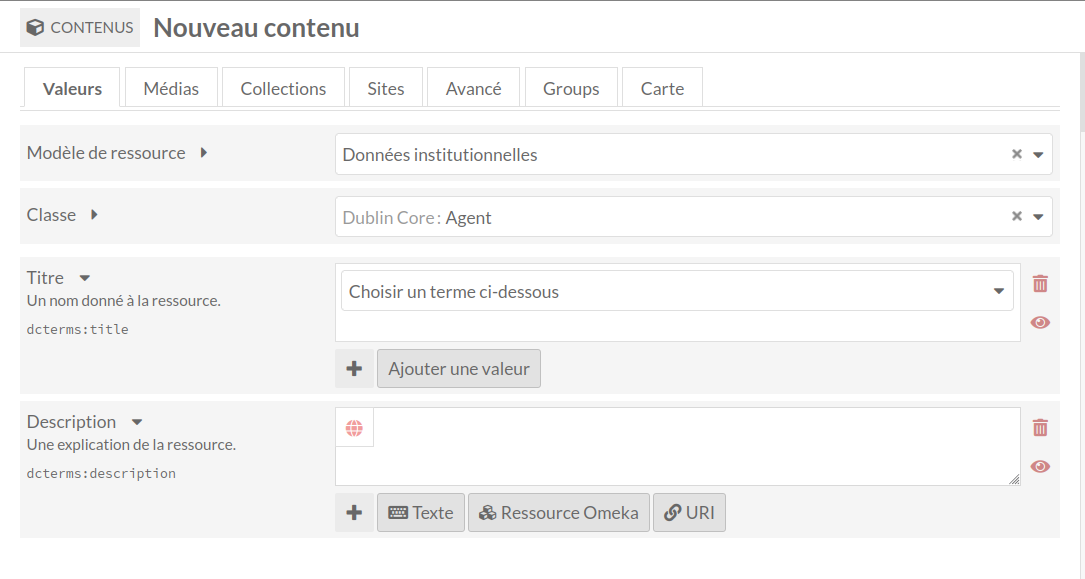 CONTENUS Nouveau contenu
Valeurs Médias Collections Sites Avancé Groups Carte
Modèle de ressource Données institutionnelles
Classe Dublin Core : Agent
Titre
Un nom donné à la ressource.
dcterms:title
Choisir un terme ci-dessous
Ajouter une valeur
Description
Une explication de la ressource.
dcterms:description
Texte Ressource Omeka URI